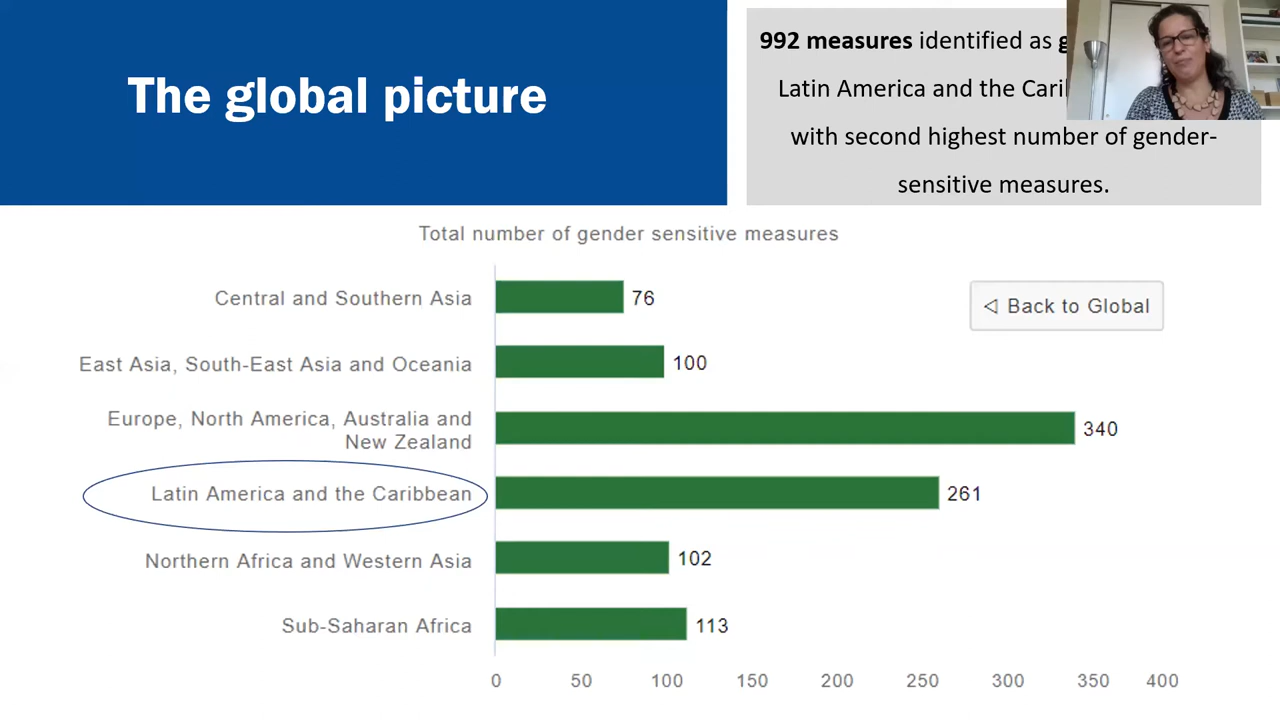 The global picture
992 measures identified as
Latin America and the
with second highest number of gender-
sensitive measures.
Total number of gender sensitive measures
Central and Southern Asia 76
◁ Back to Global
East Asia, South-East Asia and Oceania 100
Europe, North America, Australia and
New Zealand 340
Latin America and the Caribbean 261
Northern Africa and Western Asia 102
Sub-Saharan Africa 113
0 50 100 150 200 250 300 350 400